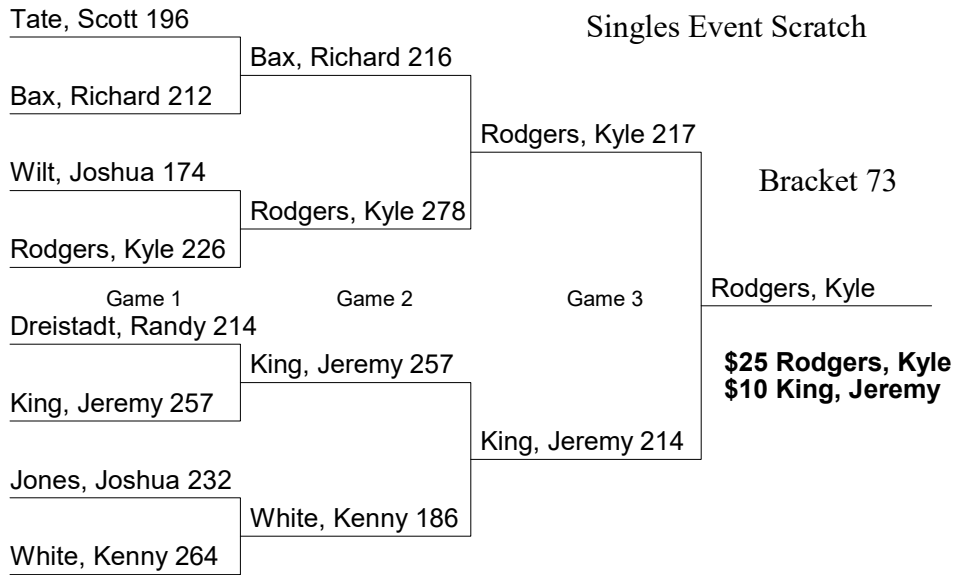 Singles Event Scratch
Bracket 73
Tate, Scott 196
Bax, Richard 212
Wilt, Joshua 174
Rodgers, Kyle 226
Game 1
Dreistadt, Randy 214
King, Jeremy 257
Jones, Joshua 232
White, Kenny 264
Bax, Richard 216
Rodgers, Kyle 278
Game 2
King, Jeremy 257
White, Kenny 186
Rodgers, Kyle 217
Game 3
King, Jeremy 214
Rodgers, Kyle
$25 Rodgers, Kyle
$10 King, Jeremy